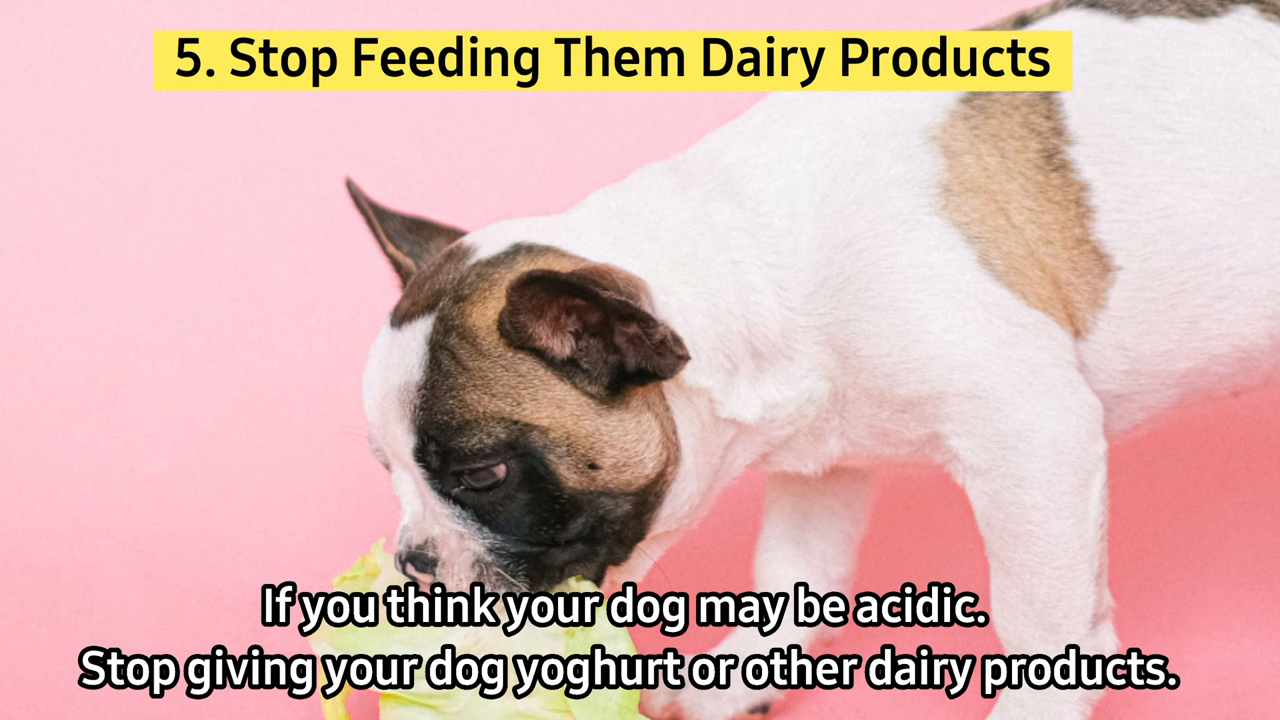 5. Stop Feeding Them Dairy Products
If you think your dog may be acidic.
Stop giving your dog yoghurt or other dairy products.